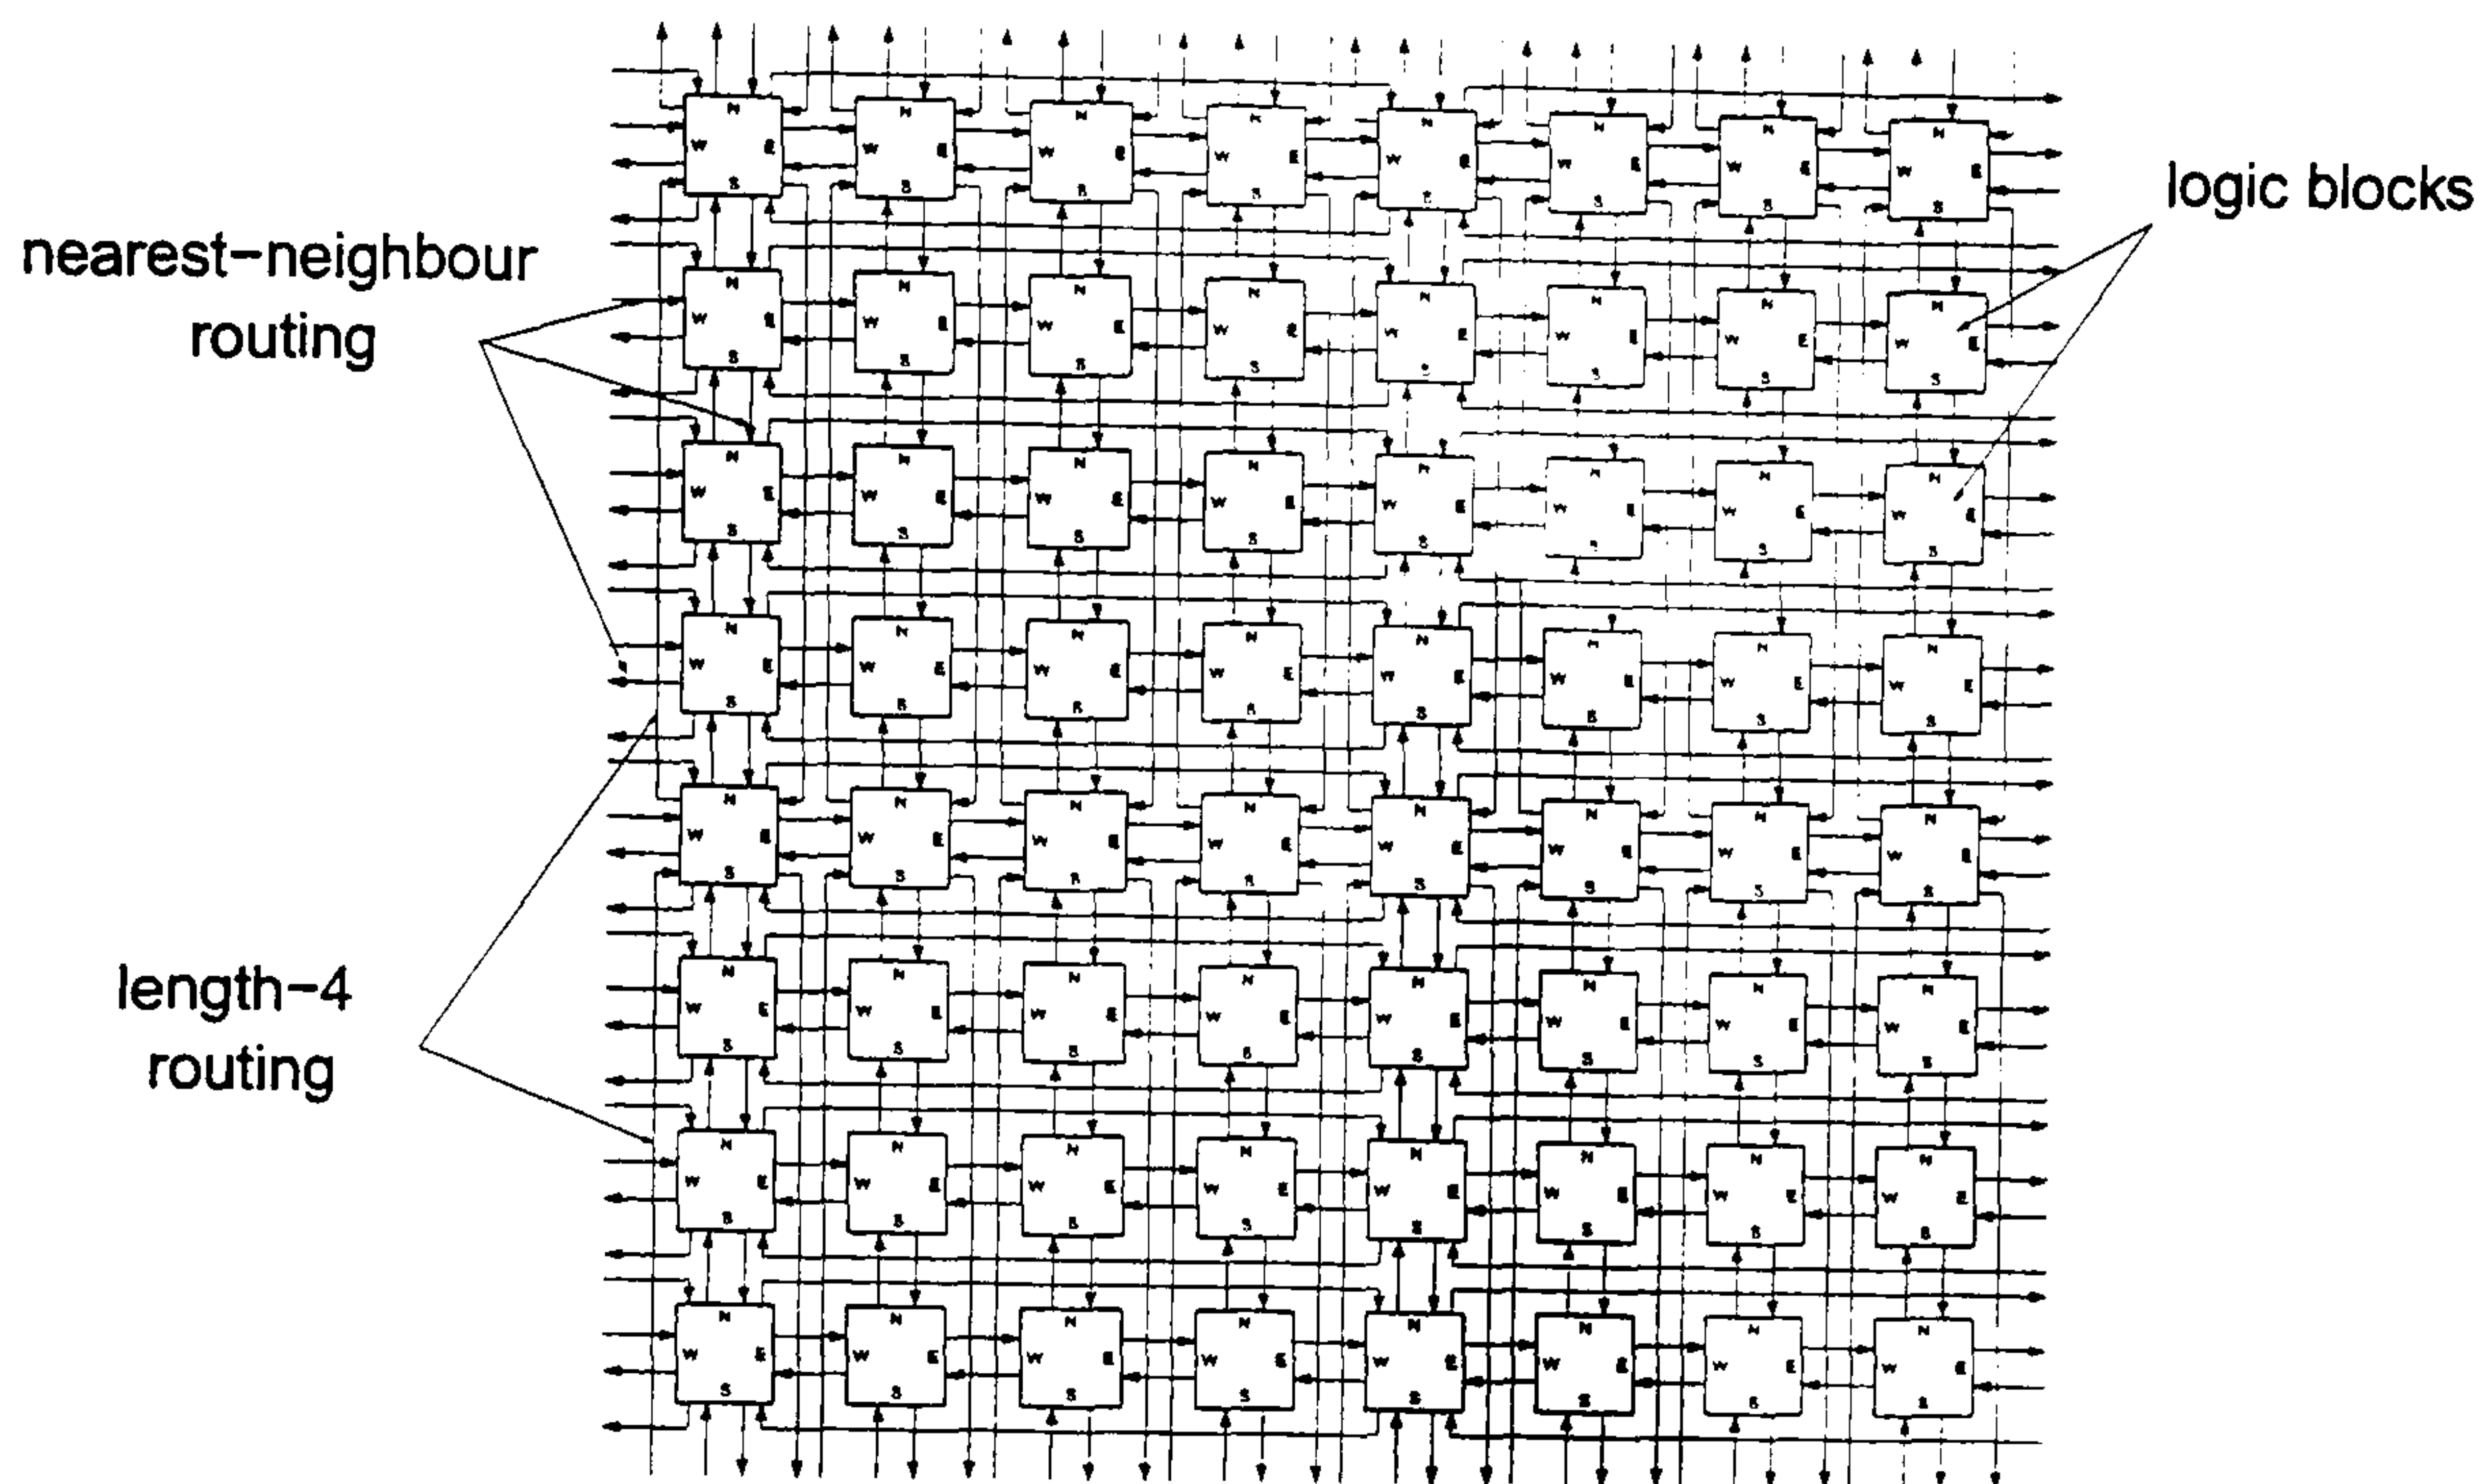 nearest−neighbour
routing
logic blocks
length−4
routing
N
W E
S